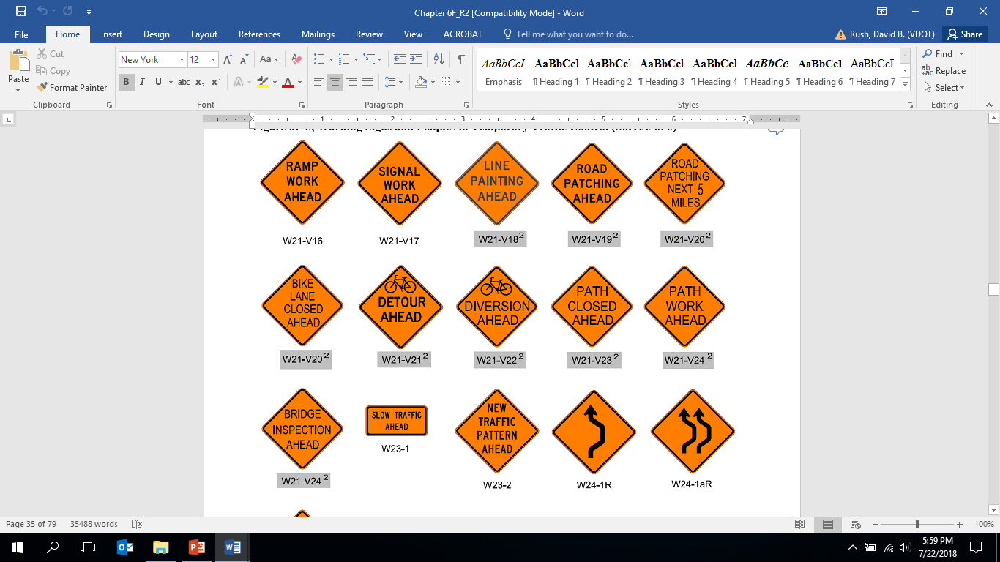 Chapter 6F_R2 [Compatibility Mode] - Word
File Home Insert Design Layout References Mailings Review View ACROBAT Tell me what you want to do... Rush, David B. (VDOT) Share
Paste
Cut
Copy
Format Painter
New York 12
Aa
B I U abc x₂ x² A ab A
Clipboard Font Paragraph Styles Editing
AaBbCcI AaBbCcI AaBbCcI AaBbCcI AaBbCcI AaBbCc AaBbCcI AaBbCcI
Emphasis ¶ Heading 1 ¶ Heading 2 ¶ Heading 3 ¶ Heading 4 ¶ Heading 5 ¶ Heading 6 ¶ Heading 7
Find
Replace
Select
1 2 3 4 5 6 7
RAMP
WORK
AHEAD
W21-V16
SIGNAL
WORK
AHEAD
W21-V17
LINE
PAINTING
AHEAD
W21-V18²
ROAD
PATCHING
AHEAD
W21-V19²
ROAD
PATCHING
NEXT 5
MILES
W21-V20²
BIKE
LANE
CLOSED
AHEAD
W21-V20²
DETOUR
AHEAD
W21-V21²
DIVERSION
AHEAD
W21-V22²
PATH
CLOSED
AHEAD
W21-V23²
PATH
WORK
AHEAD
W21-V24²
BRIDGE
INSPECTION
AHEAD
W21-V24²
SLOW TRAFFIC
AHEAD
W23-1
NEW
TRAFFIC
PATTERN
AHEAD
W23-2
W24-1R
W24-1aR
Page 35 of 79 35488 words 100%
5:59 PM
7/22/2018